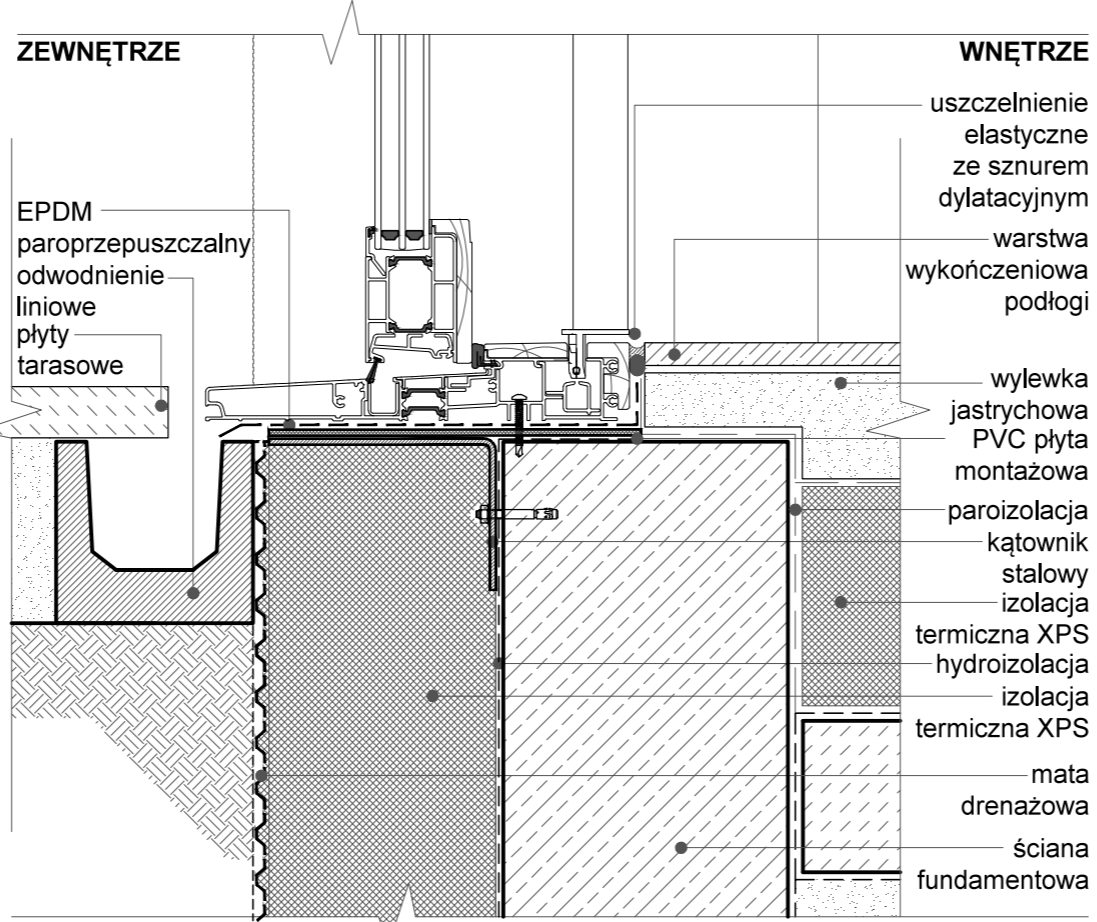 ZEWNĘTRZE
WNĘTRZE
EPDM
paroprzepuszczalny
odwodnienie
liniowe
płyty
tarasowe
uszczelnienie
elastyczne
ze sznurem
dylatacyjnym
warstwa
wykończeniowa
podłogi
wylewka
jastrychowa
PVC płyta
montażowa
paroizolacja
kątownik
stalowy
izolacja
termiczna XPS
hydroizolacja
izolacja
termiczna XPS
mata
drenażowa
ściana
fundamentowa